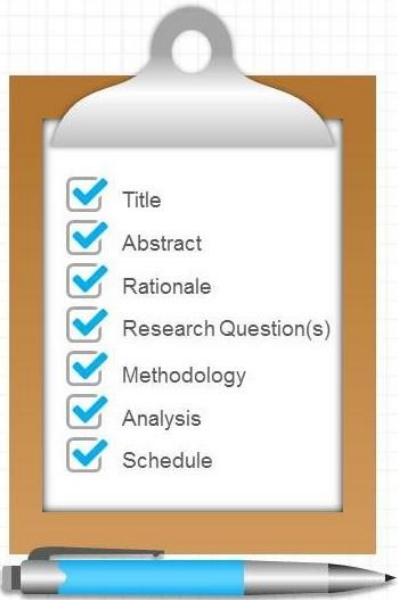 Title
Abstract
Rationale
Research Question(s)
Methodology
Analysis
Schedule